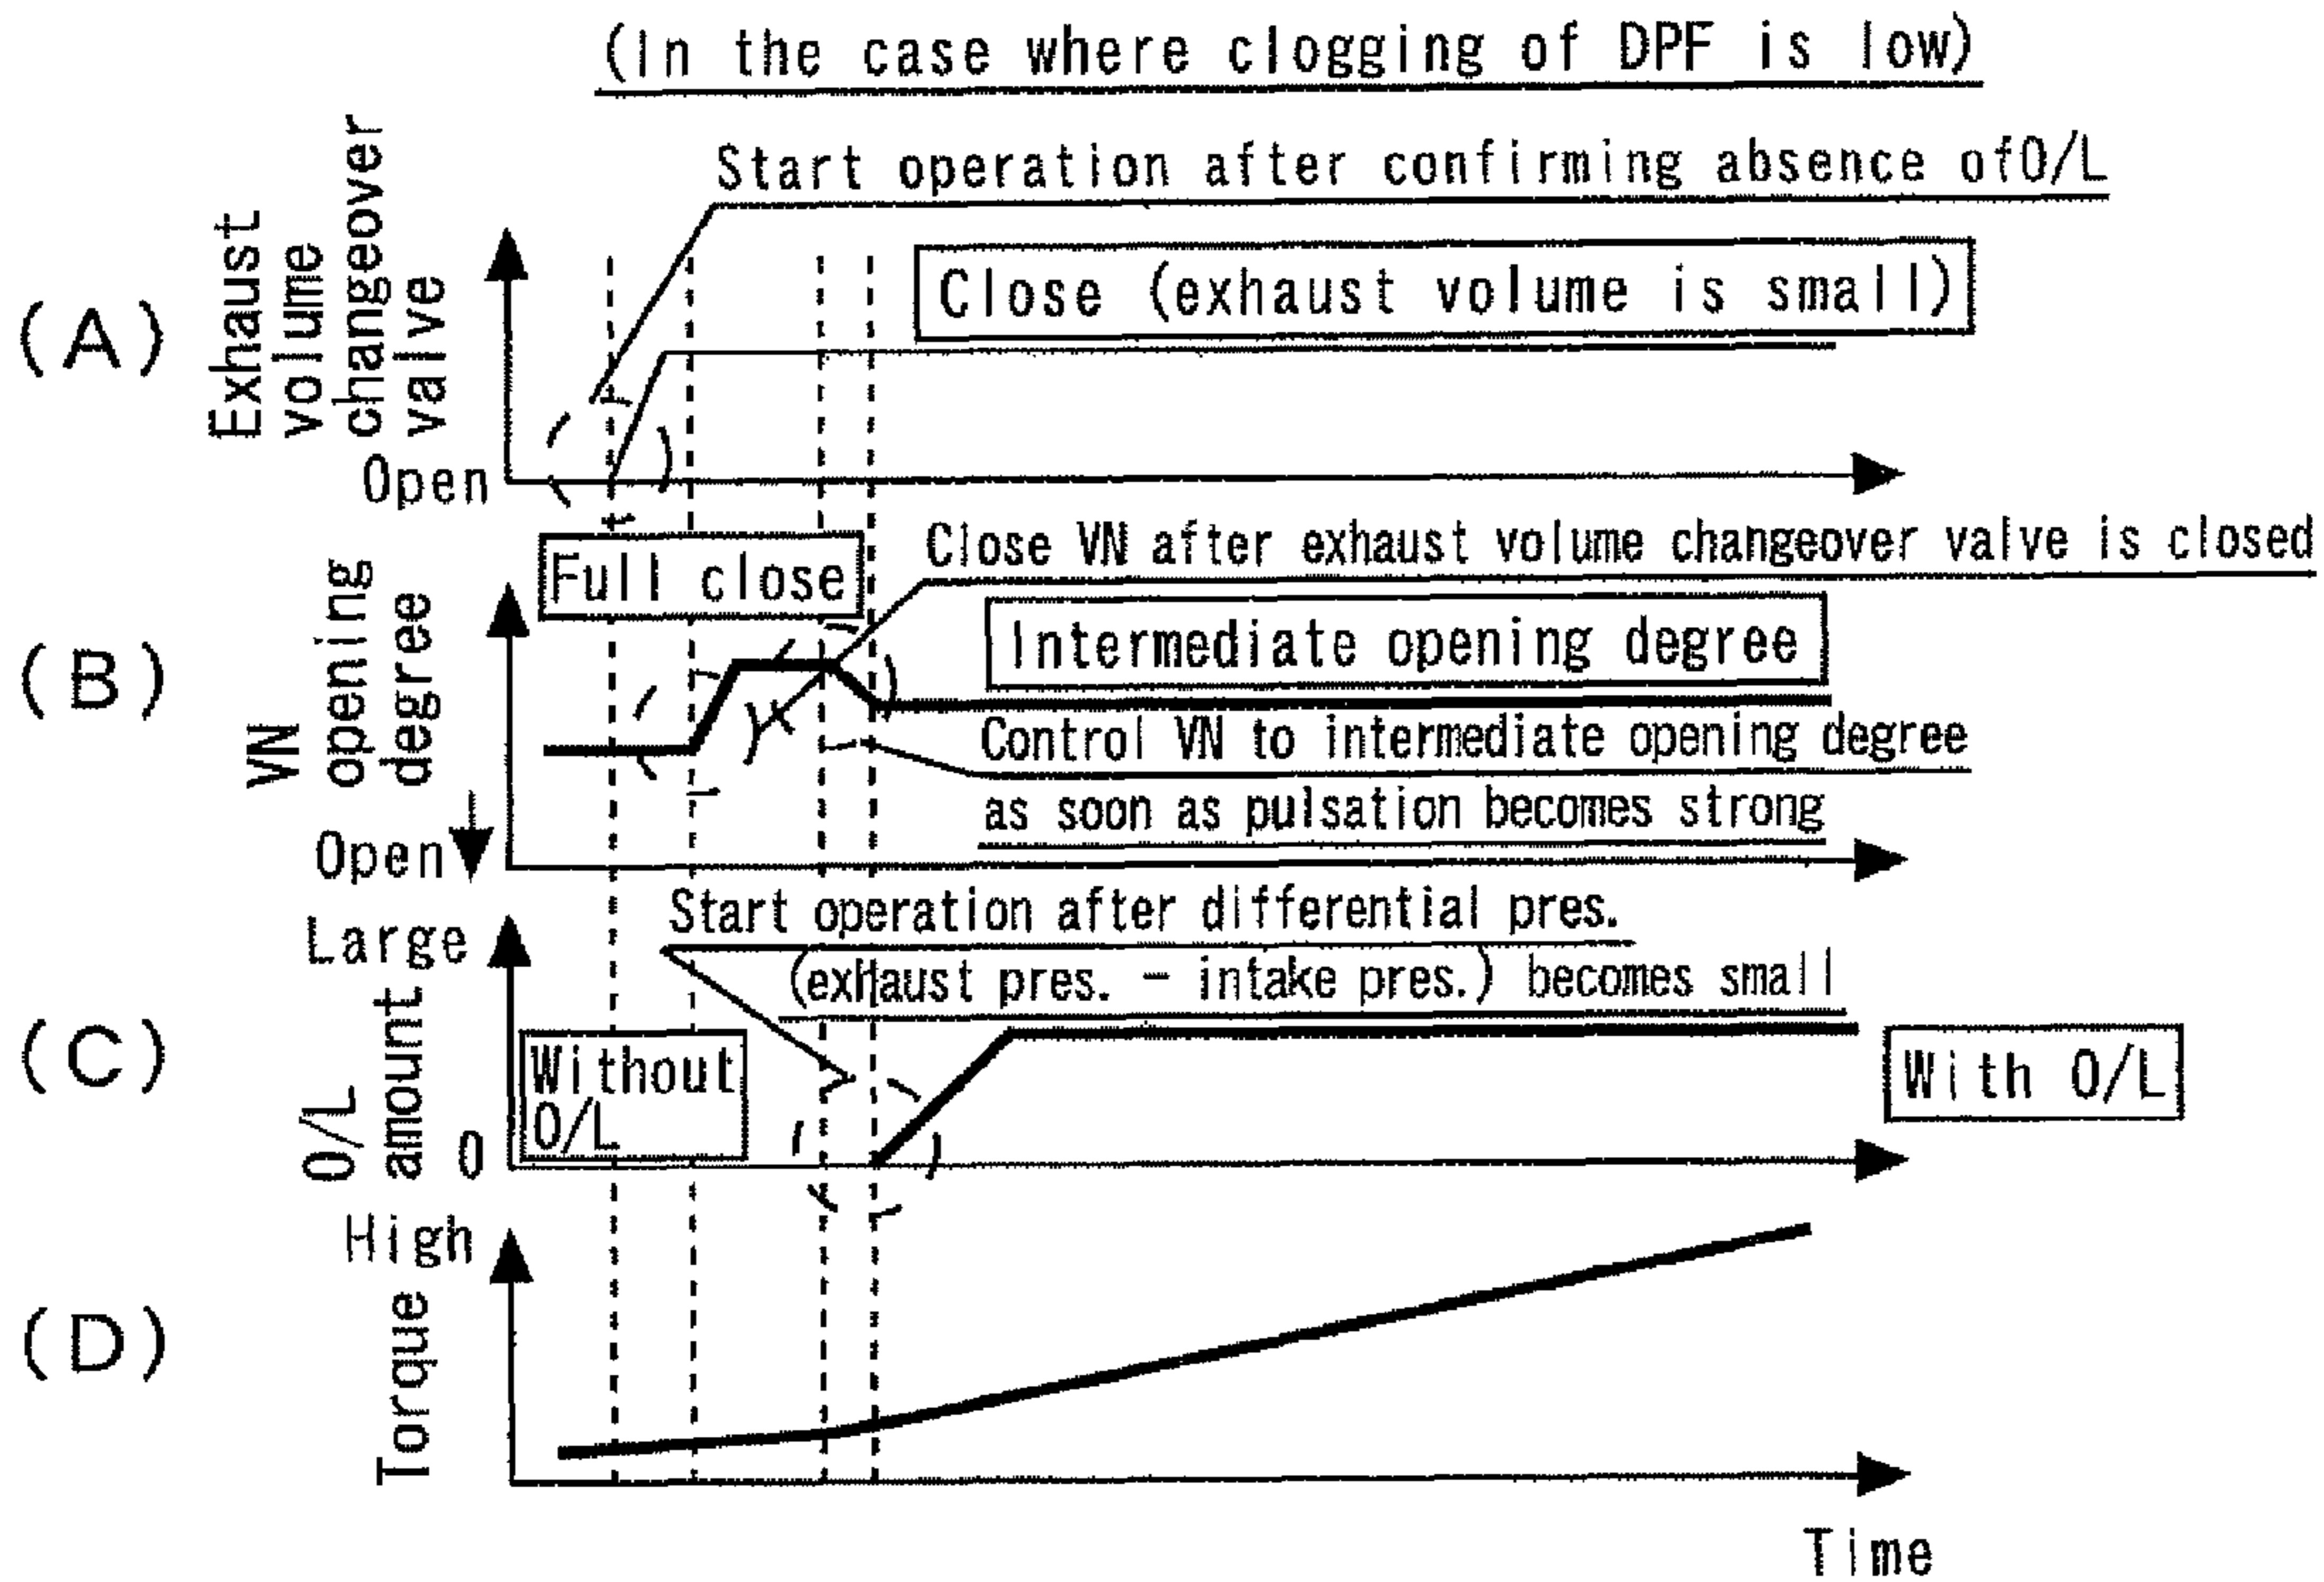 (In the case where clogging of DPF is low)
Start operation after confirming absence ofO/L
(A)
Exhaust
volume
changeover
valve
Close (exhaust volume is small)
Open
Full close
Close VN after exhaust volume changeover valve is closed
(B)
VN
opening
degree
Intermediate opening degree
Control VN to intermediate opening degree
as soon as pulsation becomes strong
Open
Start operation after differential pres.
(exhaust pres. - intake pres.) becomes small
Large
(C)
O/L
amount
Without
O/L
With O/L
0
High
(D)
Torque
Time